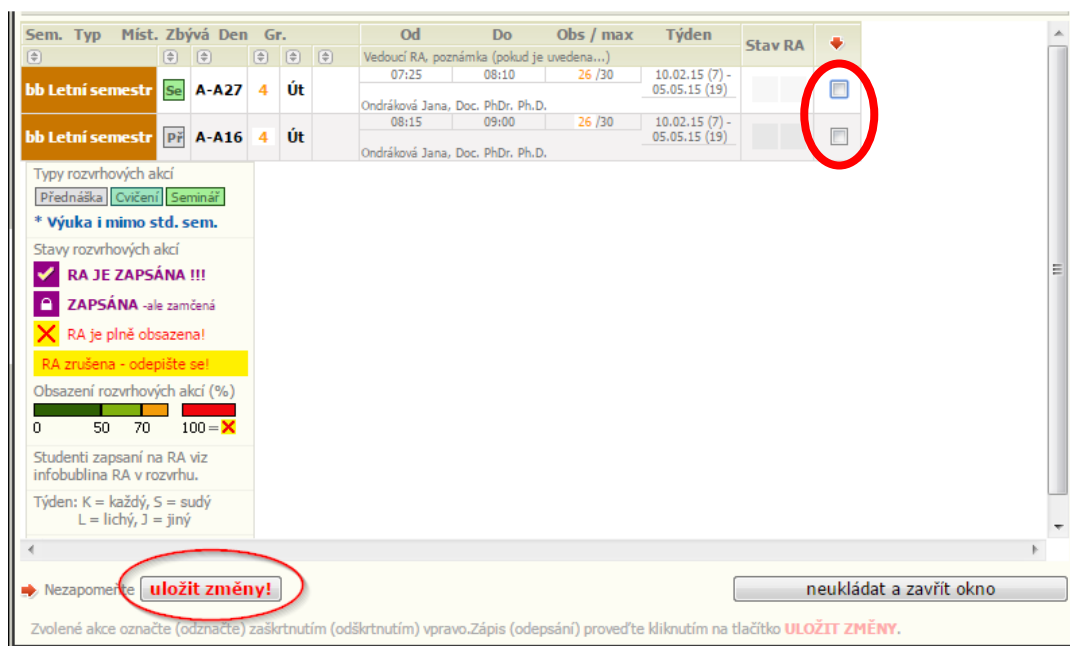 Sem. Typ Míst. Zbývá Den Gr. Od Do Obs / max Týden Stav RA
Vedoucí RA, poznámka (pokud je uvedena...)
bb Letní semestr Se A-A27 4 Út 07:25 08:10 26 /30 10.02.15 (7) -
05.05.15 (19)
Ondráková Jana, Doc. PhDr. Ph.D.
bb Letní semestr Př A-A16 4 Út 08:15 09:00 26 /30 10.02.15 (7) -
05.05.15 (19)
Ondráková Jana, Doc. PhDr. Ph.D.
Typy rozvrhových akcí
Přednáška Cvičení Seminář
* Výuka i mimo std. sem.
Stavy rozvrhových akcí
RA JE ZAPSÁNA !!!
ZAPSÁNA -ale zamčená
RA je plně obsazena!
RA zrušena - odepište se!
Obsazení rozvrhových akcí (%)
0 50 70 100 =
Studenti zapsaní na RA viz
infobublina RA v rozvrhu.
Týden: K = každý, S = sudý
L = lichý, J = jiný
Nezapomeňte uložit změny! neukládat a zavřít okno
Zvolené akce označte (odznačte) zaškrtnutím (odškrtnutím) vpravo.Zápis (odepsání) proveďte kliknutím na tlačítko ULOŽIT ZMĚNY.